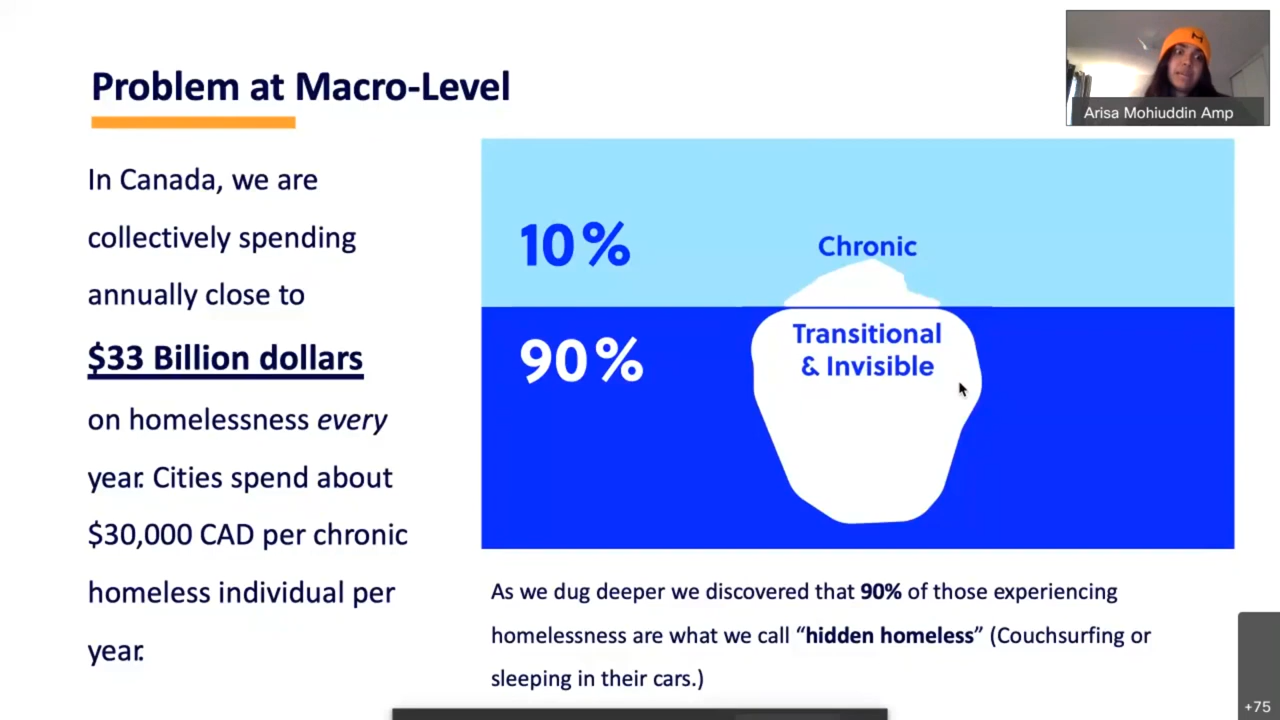 Problem at Macro-Level
Arisa Mohiuddin Amp
In Canada, we are
collectively spending
annually close to
$33 Billion dollars
on homelessness every
year. Cities spend about
$30,000 CAD per chronic
homeless individual per
year.
10%
Chronic
90%
Transitional
& Invisible
As we dug deeper we discovered that 90% of those experiencing
homelessness are what we call “hidden homeless” (Couchsurfing or
sleeping in their cars.)
+75